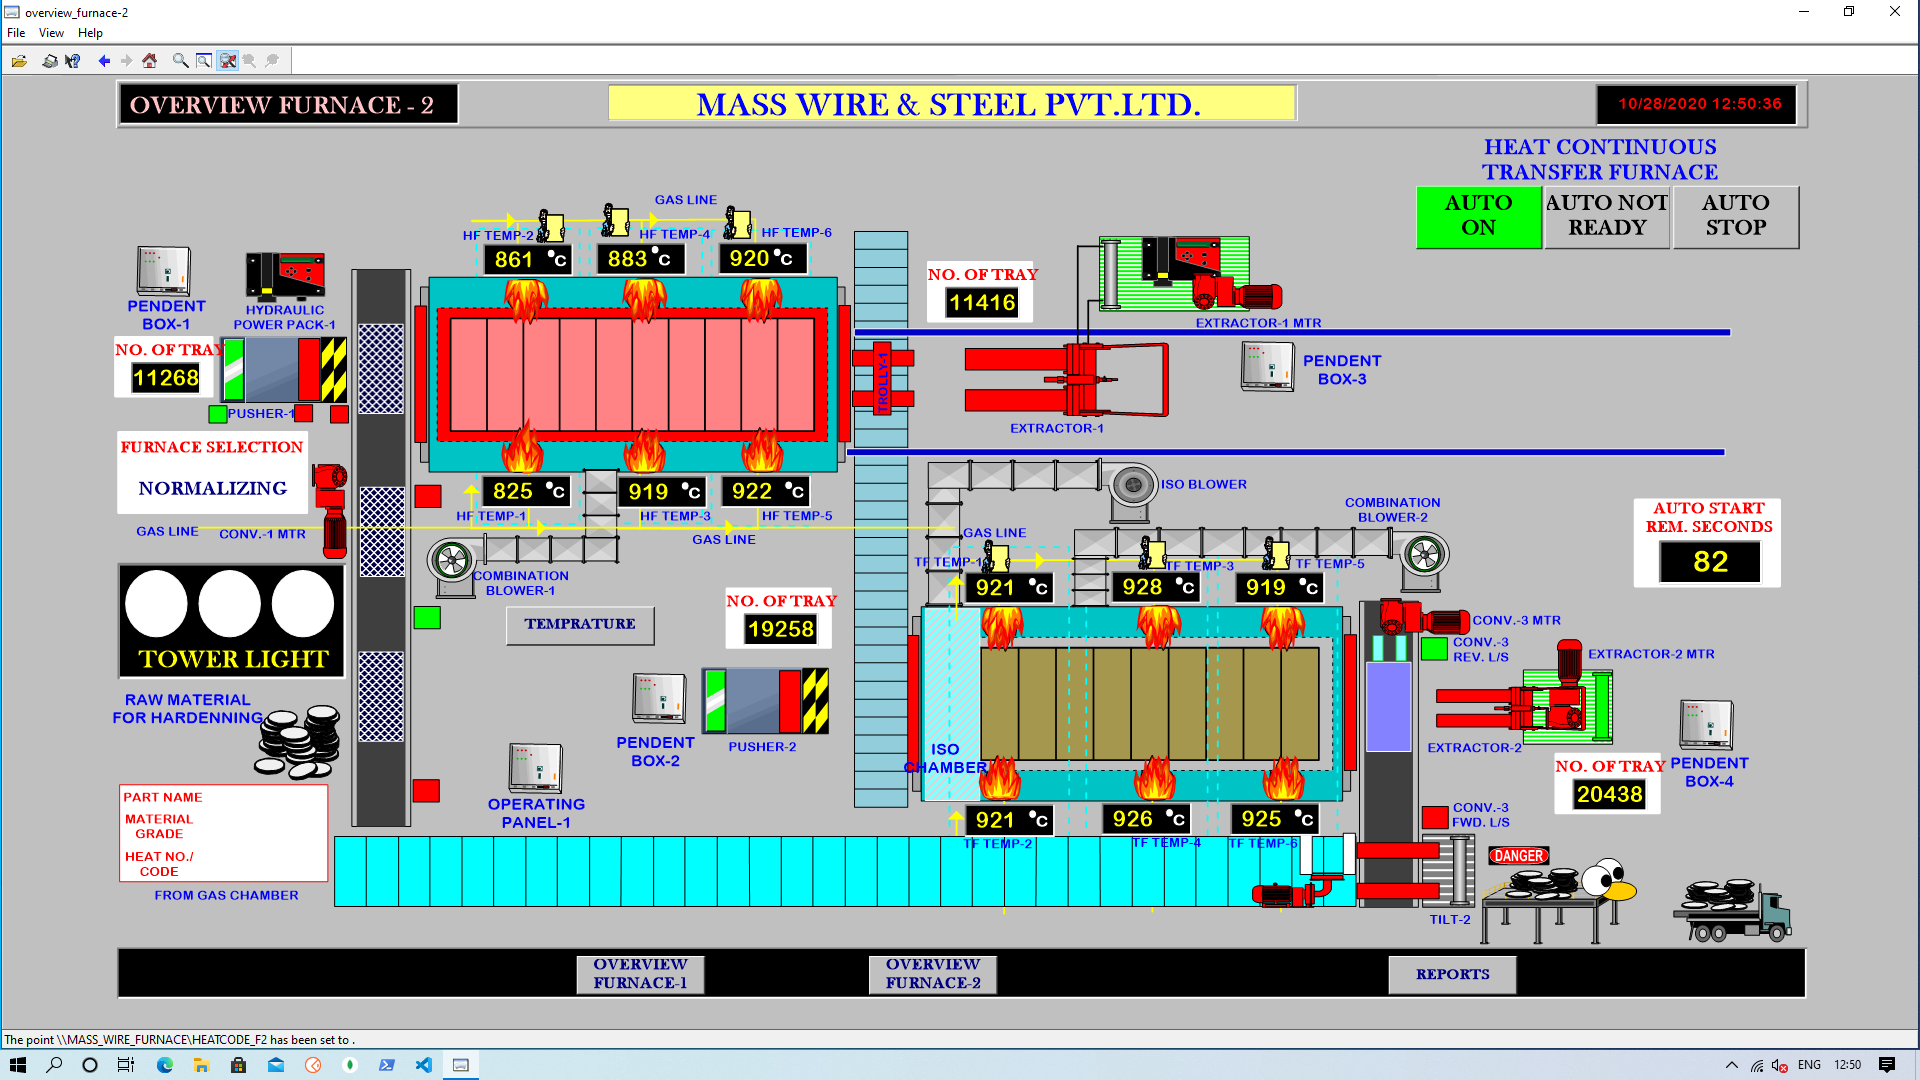 overview_furnace-2
File View Help
OVERVIEW FURNACE - 2
MASS WIRE & STEEL PVT.LTD.
10/28/2020 12:50:36
HEAT CONTINUOUS
TRANSFER FURNACE
AUTO
ON
AUTO NOT
READY
AUTO
STOP
GAS LINE
HF TEMP-2
HF TEMP-4
HF TEMP-6
861 °C
883 °C
920 °C
PENDENT
BOX-1
HYDRAULIC
POWER PACK-1
NO. OF TRAY
11268
PUSHER-1
NO. OF TRAY
11416
EXTRACTOR-1 MTR
TROLLY-1
PENDENT
BOX-3
EXTRACTOR-1
FURNACE SELECTION
NORMALIZING
825 °C
919 °C
922 °C
HF TEMP-1
HF TEMP-3
HF TEMP-5
GAS LINE
CONV.-1 MTR
GAS LINE
ISO BLOWER
COMBINATION
BLOWER-2
AUTO START
REM. SECONDS
82
GAS LINE
TF TEMP-1
TF TEMP-3
TF TEMP-5
921 °C
928 °C
919 °C
COMBINATION
BLOWER-1
TEMPRATURE
NO. OF TRAY
19258
TOWER LIGHT
CONV.-3 MTR
CONV.-3
REV. L/S
EXTRACTOR-2 MTR
RAW MATERIAL
FOR HARDENNING
PENDENT
BOX-2
PUSHER-2
ISO
CHAMBER
EXTRACTOR-2
NO. OF TRAY
20438
PENDENT
BOX-4
OPERATING
PANEL-1
921 °C
926 °C
925 °C
TF TEMP-2
TF TEMP-4
TF TEMP-6
CONV.-3
FWD. L/S
PART NAME
MATERIAL
GRADE
HEAT NO./
CODE
FROM GAS CHAMBER
DANGER
TILT-2
OVERVIEW
FURNACE-1
OVERVIEW
FURNACE-2
REPORTS
The point \\MASS_WIRE_FURNACE\HEATCODE_F2 has been set to .
ENG 12:50